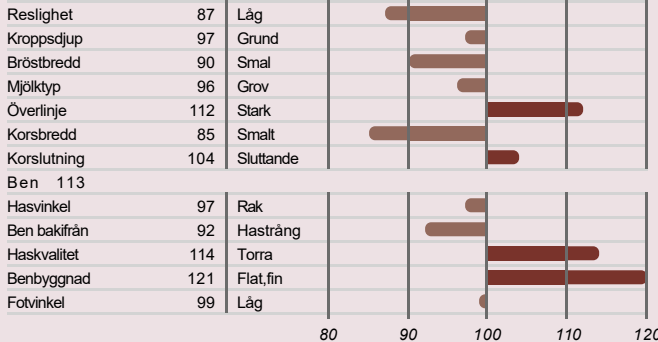 Reslighet 87 Låg
Kroppsdjup 97 Grund
Bröstbredd 90 Smal
Mjölktyp 96 Grov
Överlinje 112 Stark
Korsbredd 85 Smalt
Korslutning 104 Sluttande
Ben 113
Hasvinkel 97 Rak
Ben bakifrån 92 Hastrång
Haskvalitet 114 Torra
Benbyggnad 121 Flat,fin
Fotvinkel 99 Låg
80 90 100 110 120